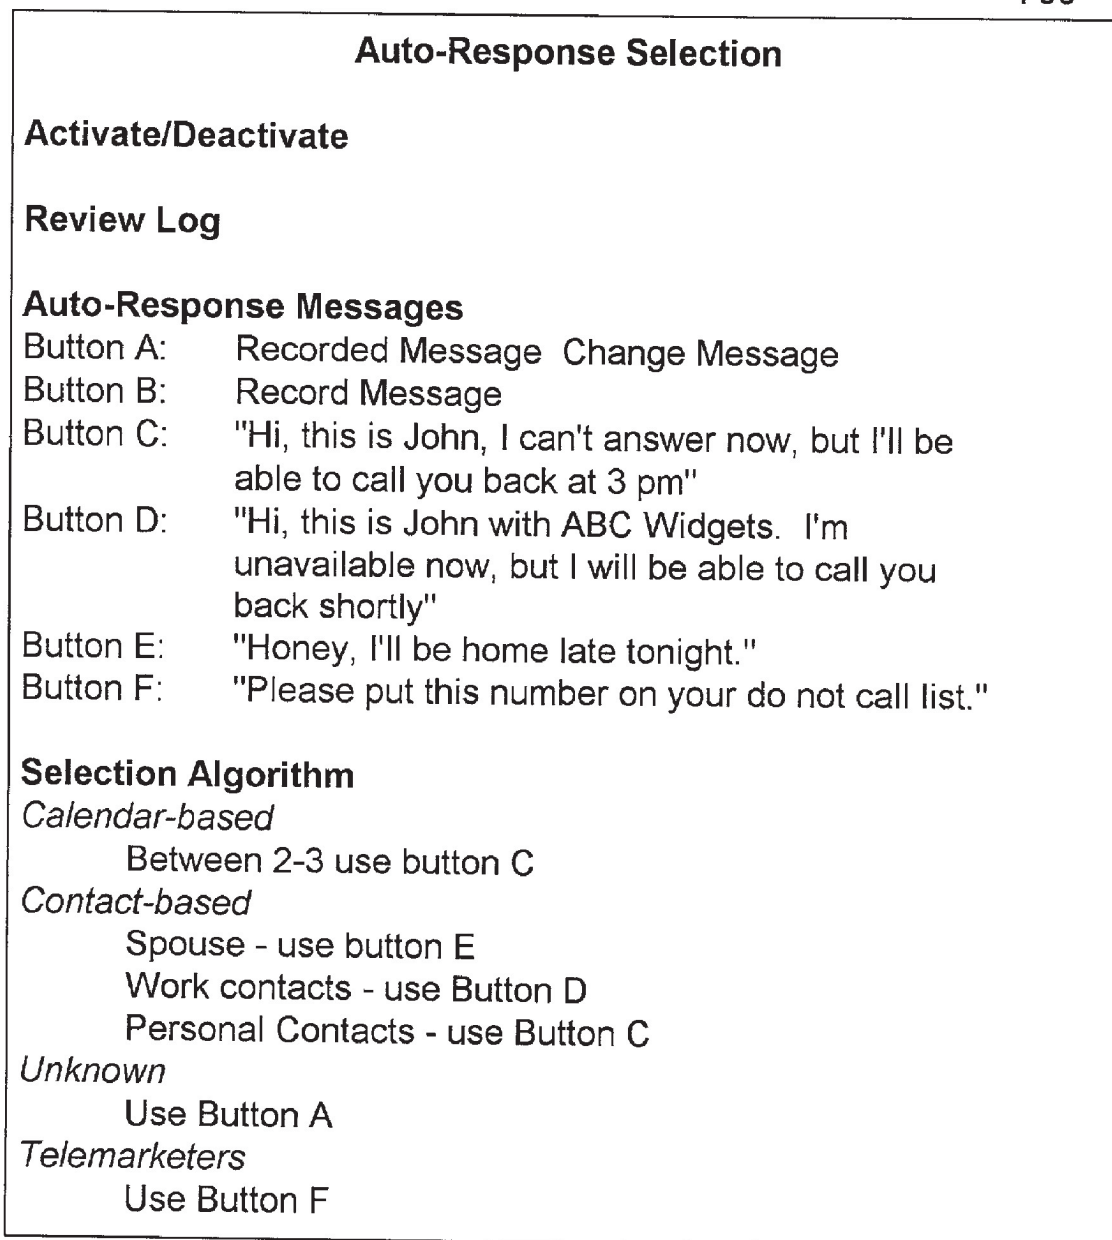 Auto-Response Selection
Activate/Deactivate
Review Log
Auto-Response Messages
Button A: Recorded Message Change Message
Button B: Record Message
Button C: "Hi, this is John, I can't answer now, but I'll be
able to call you back at 3 pm"
Button D: "Hi, this is John with ABC Widgets. I'm
unavailable now, but I will be able to call you
back shortly"
Button E: "Honey, I'll be home late tonight."
Button F: "Please put this number on your do not call list."
Selection Algorithm
Calendar-based
Between 2-3 use button C
Contact-based
Spouse - use button E
Work contacts - use Button D
Personal Contacts - use Button C
Unknown
Use Button A
Telemarketers
Use Button F